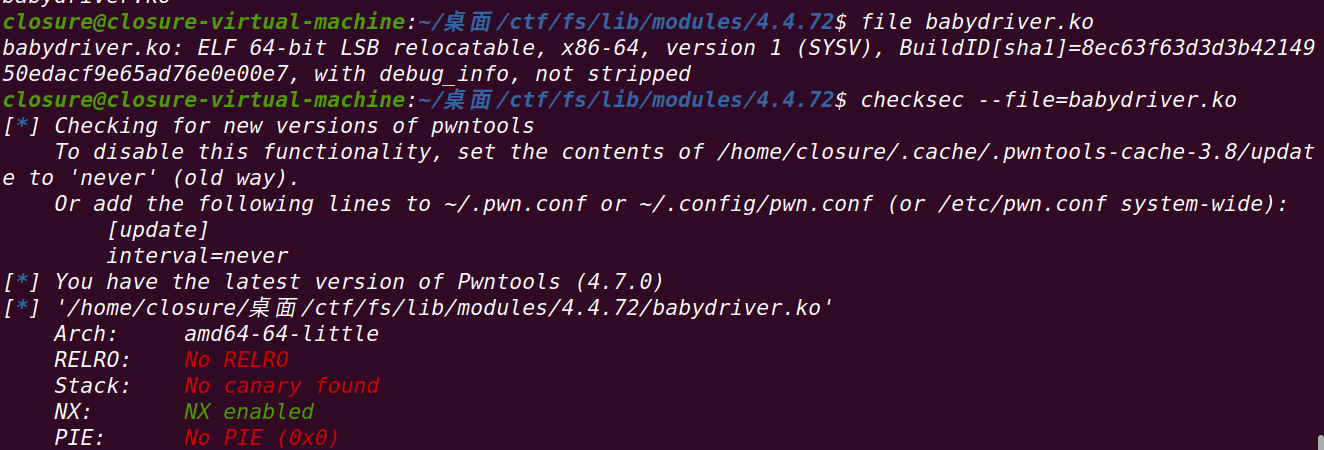 closure@closure-virtual-machine:~/桌面/ctf/fs/lib/modules/4.4.72$ file babydriver.ko
babydriver.ko: ELF 64-bit LSB relocatable, x86-64, version 1 (SYSV), BuildID[sha1]=8ec63f63d3d3b42149
50edacf9e65ad76e0e00e7, with debug_info, not stripped
closure@closure-virtual-machine:~/桌面/ctf/fs/lib/modules/4.4.72$ checksec --file=babydriver.ko
[*] Checking for new versions of pwntools
    To disable this functionality, set the contents of /home/closure/.cache/.pwntools-cache-3.8/updat
e to 'never' (old way).
    Or add the following lines to ~/.pwn.conf or ~/.config/pwn.conf (or /etc/pwn.conf system-wide):
        [update]
        interval=never
[*] You have the latest version of Pwntools (4.7.0)
[*] '/home/closure/桌面/ctf/fs/lib/modules/4.4.72/babydriver.ko'
    Arch:     amd64-64-little
    RELRO:    No RELRO
    Stack:    No canary found
    NX:       NX enabled
    PIE:      No PIE (0x0)